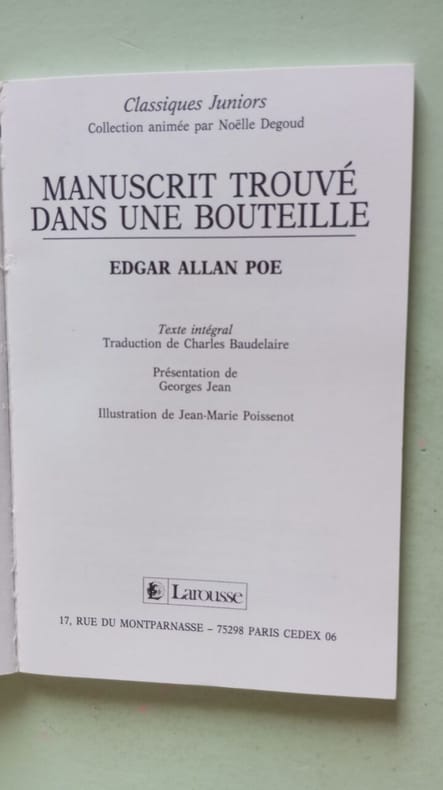 Classiques Juniors
Collection animée par Noëlle Degoud
MANUSCRIT TROUVÉ
DANS UNE BOUTEILLE
EDGAR ALLAN POE
Texte intégral
Traduction de Charles Baudelaire
Présentation de
Georges Jean
Illustration de Jean-Marie Poissenot
Larousse
17, RUE DU MONTPARNASSE – 75298 PARIS CEDEX 06